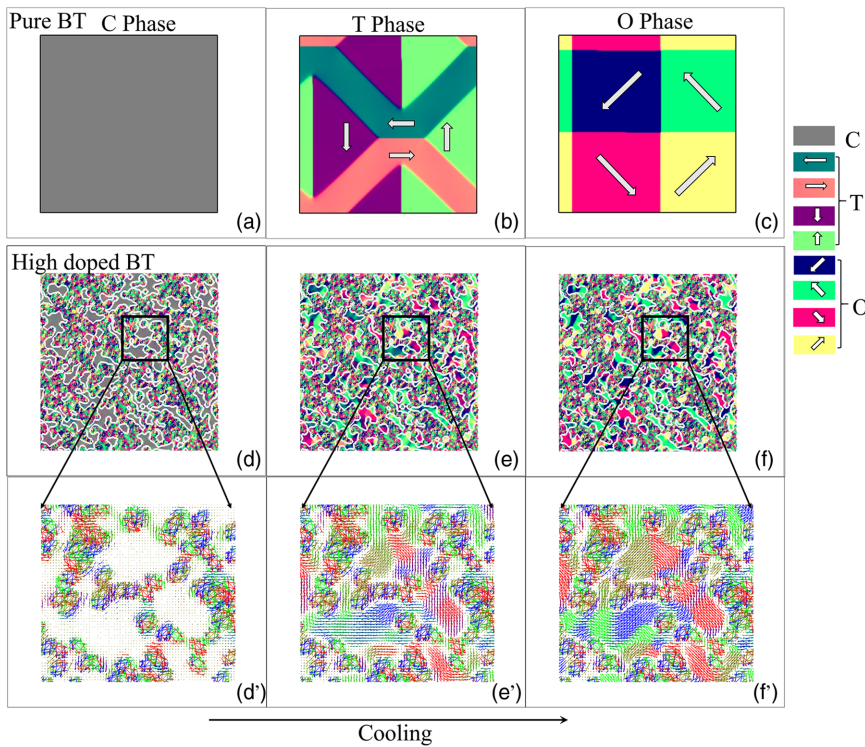 Pure BT
C Phase
T Phase
O Phase
(a)
(b)
(c)
C
T
O
High doped BT
(d)
(e)
(f)
(d')
(e')
(f')
Cooling